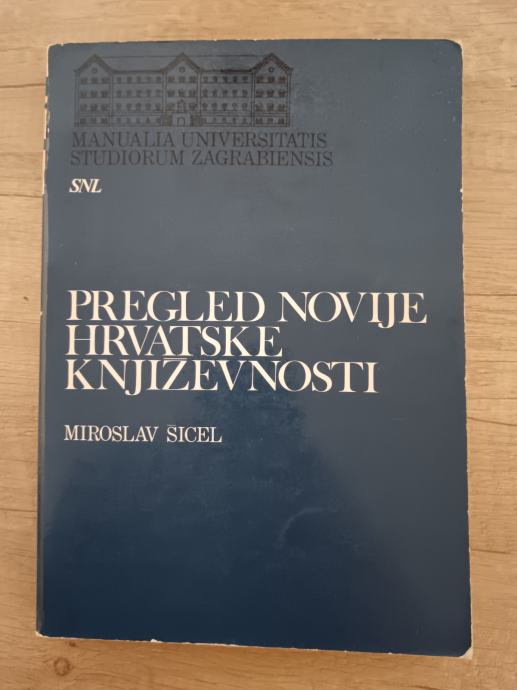 MANUALIA UNIVERSITATIS
STUDIORUM ZAGRABIENSIS
SNL
PREGLED NOVIJE
HRVATSKE
KNJIŽEVNOSTI
MIROSLAV ŠICEL